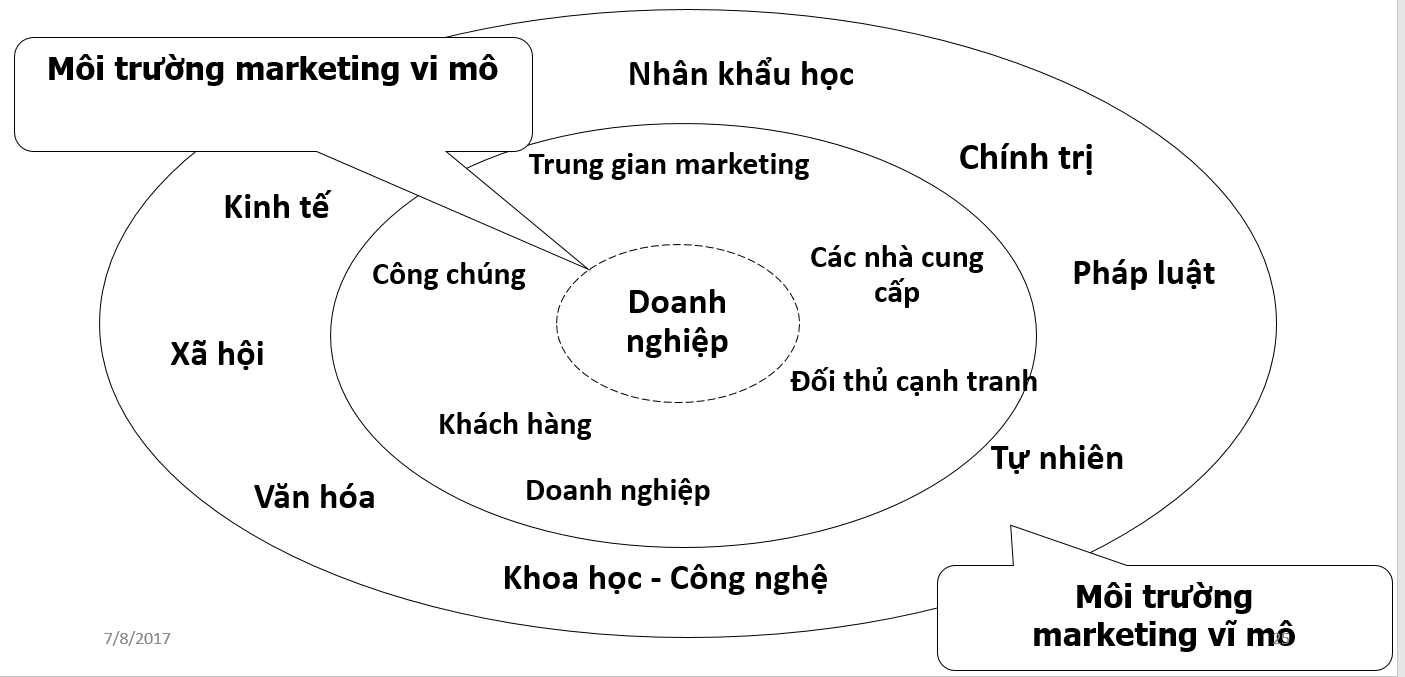 Môi trường marketing vi mô
Nhân khẩu học
Trung gian marketing
Chính trị
Kinh tế
Công chúng
Các nhà cung
cấp
Pháp luật
Doanh
nghiệp
Xã hội
Đối thủ cạnh tranh
Khách hàng
Tự nhiên
Văn hóa
Doanh nghiệp
Khoa học - Công nghệ
Môi trường
marketing vĩ mô
7/8/2017
25